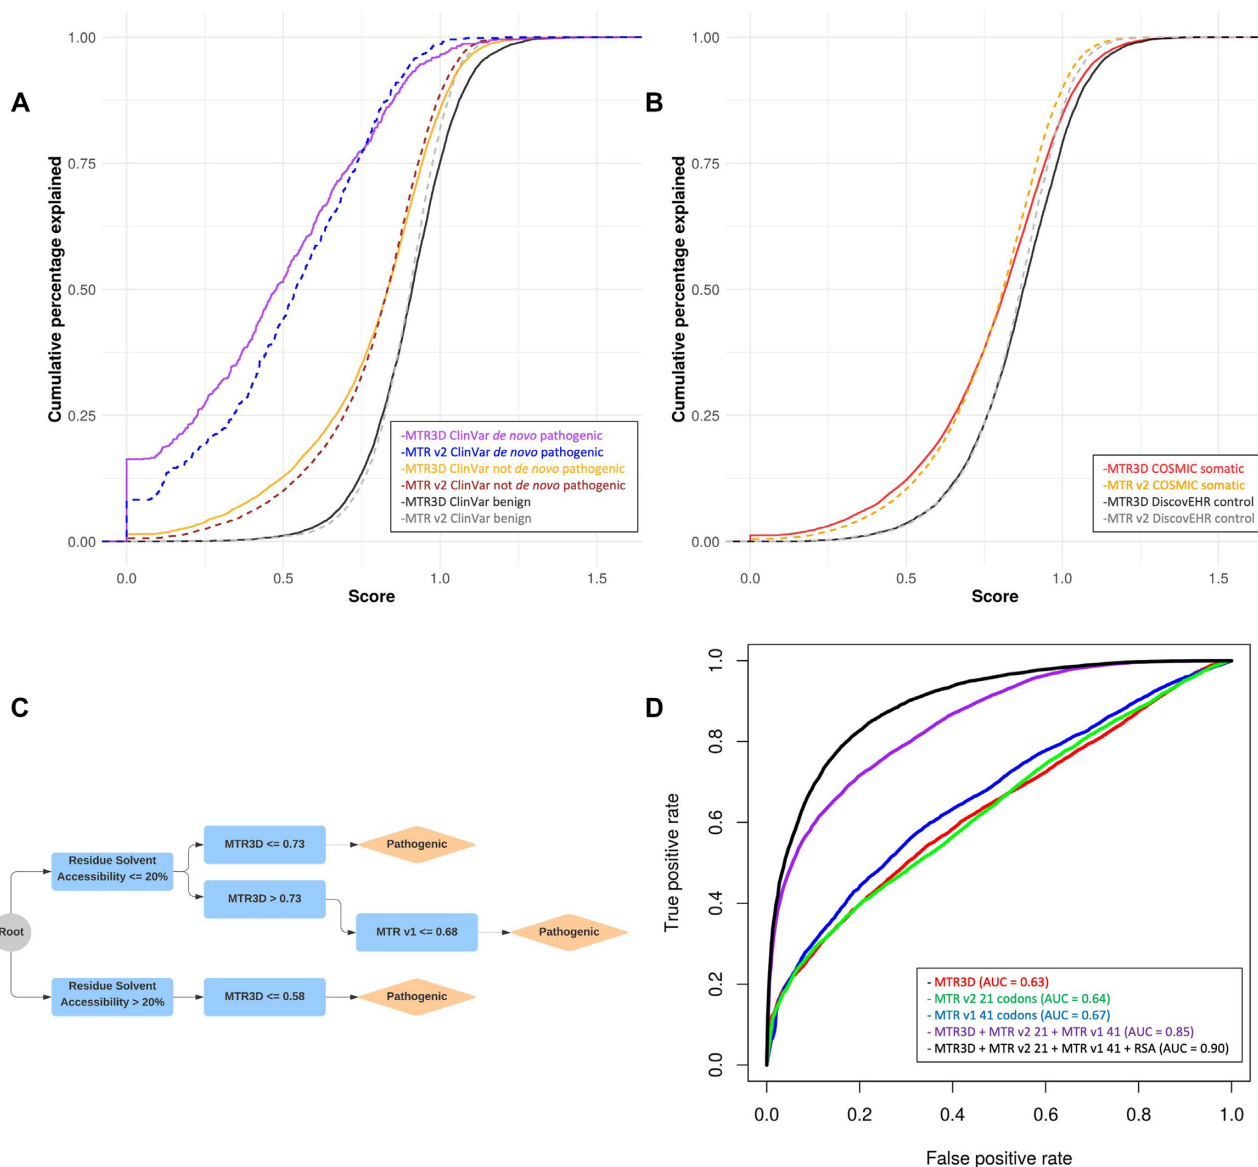 A
Cumulative percentage explained
1.00
0.75
0.50
0.25
0.00
-MTR3D ClinVar de novo pathogenic
-MTR v2 ClinVar de novo pathogenic
-MTR3D ClinVar not de novo pathogenic
-MTR v2 ClinVar not de novo pathogenic
-MTR3D ClinVar benign
-MTR v2 ClinVar benign
0.0 0.5 1.0 1.5
Score
B
Cumulative percentage explained
1.00
0.75
0.50
0.25
0.00
-MTR3D COSMIC somatic
-MTR v2 COSMIC somatic
-MTR3D DiscovEHR control
-MTR v2 DiscovEHR control
0.0 0.5 1.0 1.5
Score
C
Root
Residue Solvent
Accessibility <= 20%
MTR3D <= 0.73
Pathogenic
MTR3D > 0.73
MTR v1 <= 0.68
Pathogenic
Residue Solvent
Accessibility > 20%
MTR3D <= 0.58
Pathogenic
D
True positive rate
1.0
0.8
0.6
0.4
0.2
0.0
- MTR3D (AUC = 0.63)
- MTR v2 21 codons (AUC = 0.64)
- MTR v1 41 codons (AUC = 0.67)
- MTR3D + MTR v2 21 + MTR v1 41 (AUC = 0.85)
- MTR3D + MTR v2 21 + MTR v1 41 + RSA (AUC = 0.90)
0.0 0.2 0.4 0.6 0.8 1.0
False positive rate